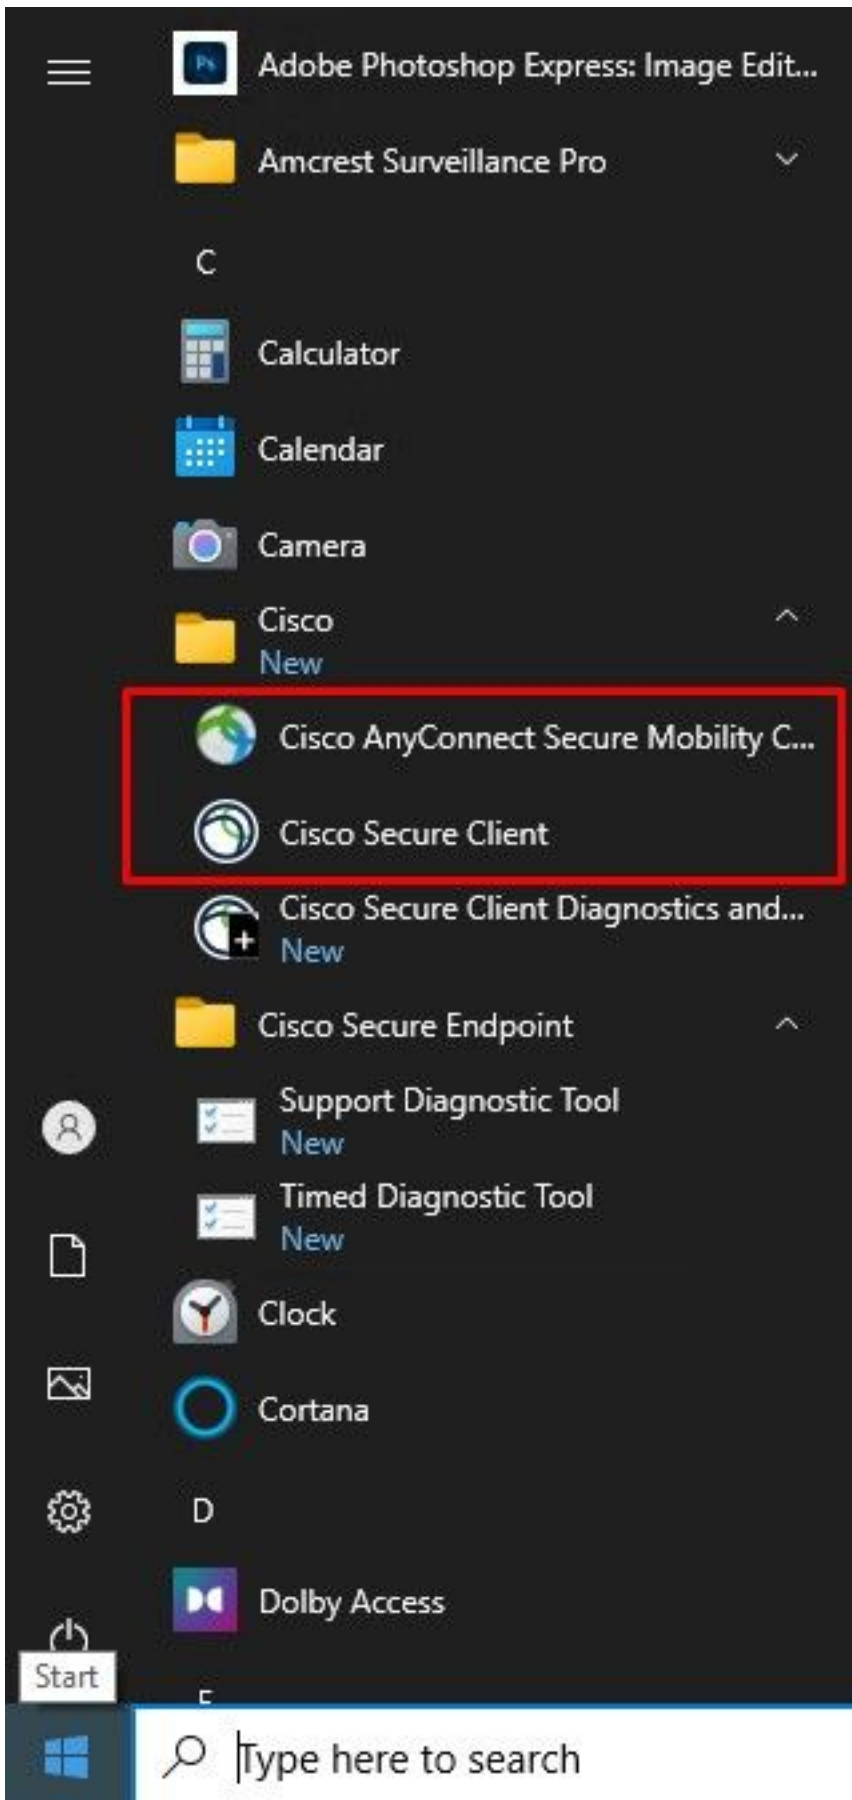 Ps Adobe Photoshop Express: Image Edit...
Amcrest Surveillance Pro
C
Calculator
Calendar
Camera
Cisco
New
Cisco AnyConnect Secure Mobility C...
Cisco Secure Client
Cisco Secure Client Diagnostics and...
New
Cisco Secure Endpoint
Support Diagnostic Tool
New
Timed Diagnostic Tool
New
Clock
Cortana
D
Dolby Access
Start
Type here to search